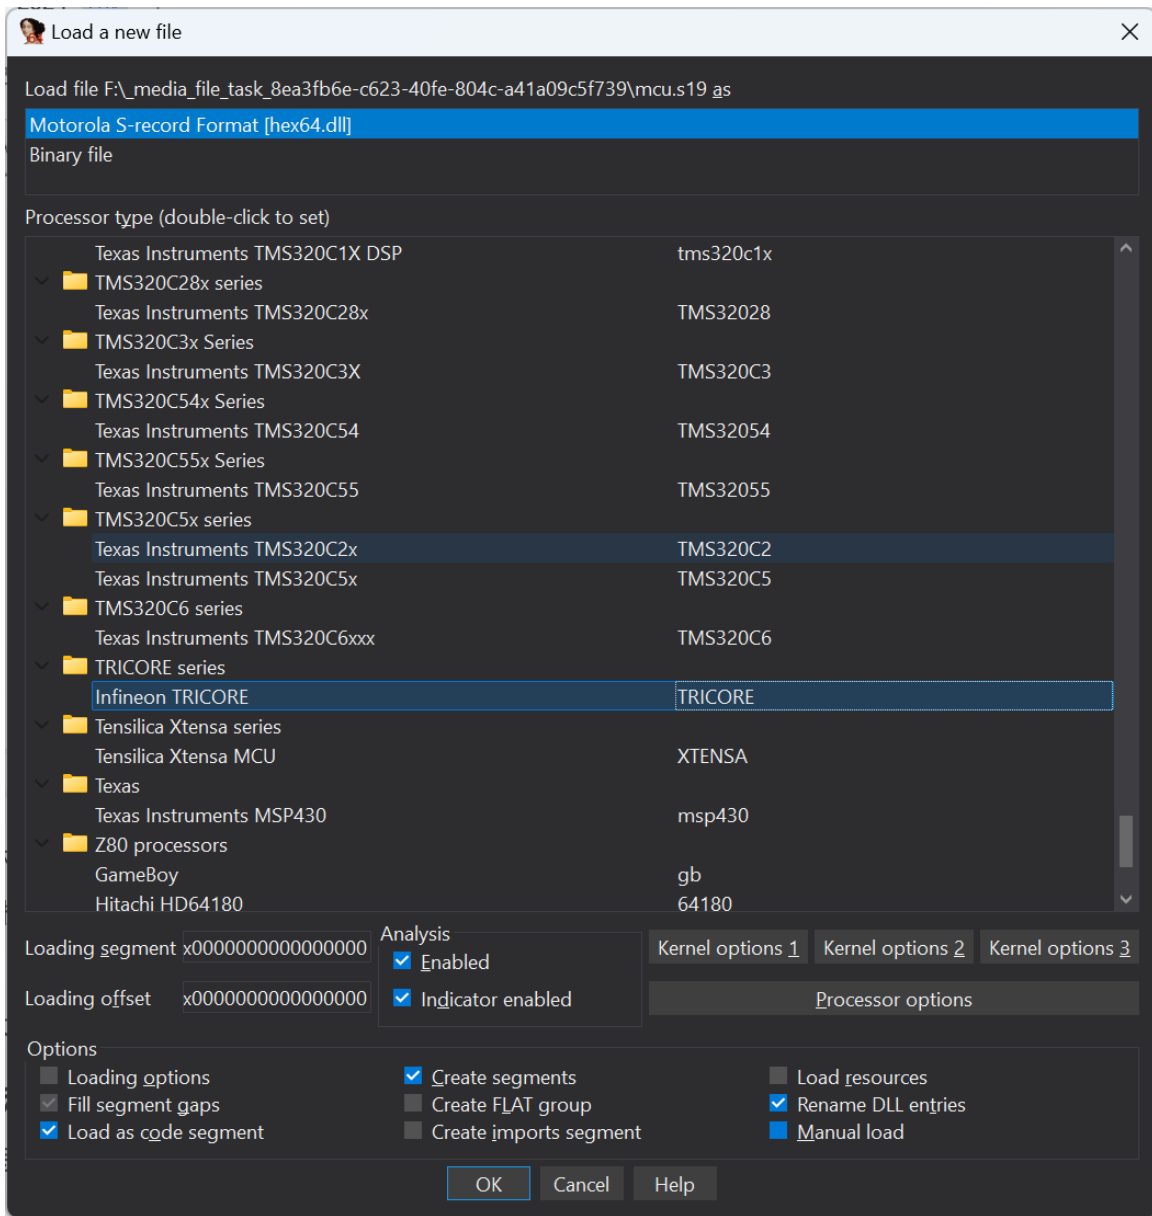 Load a new file
Load file F:\_media_file_task_8ea3fb6e-c623-40fe-804c-a41a09c5f739\mcu.s19 as
Motorola S-record Format [hex64.dll]
Binary file
Processor type (double-click to set)
Texas Instruments TMS320C1X DSP tms320c1x
TMS320C28x series
Texas Instruments TMS320C28x TMS32028
TMS320C3x Series
Texas Instruments TMS320C3X TMS320C3
TMS320C54x Series
Texas Instruments TMS320C54 TMS32054
TMS320C55x Series
Texas Instruments TMS320C55 TMS32055
TMS320C5x series
Texas Instruments TMS320C2x TMS320C2
Texas Instruments TMS320C5x TMS320C5
TMS320C6 series
Texas Instruments TMS320C6xxx TMS320C6
TRICORE series
Infineon TRICORE TRICORE
Tensilica Xtensa series
Tensilica Xtensa MCU XTENSA
Texas
Texas Instruments MSP430 msp430
Z80 processors
GameBoy gb
Hitachi HD64180 64180
Loading segment x0000000000000000
Loading offset x0000000000000000
Analysis
Enabled
Indicator enabled
Kernel options 1 Kernel options 2 Kernel options 3
Processor options
Options
Loading options Create segments Load resources
Fill segment gaps Create FLAT group Rename DLL entries
Load as code segment Create imports segment Manual load
OK Cancel Help